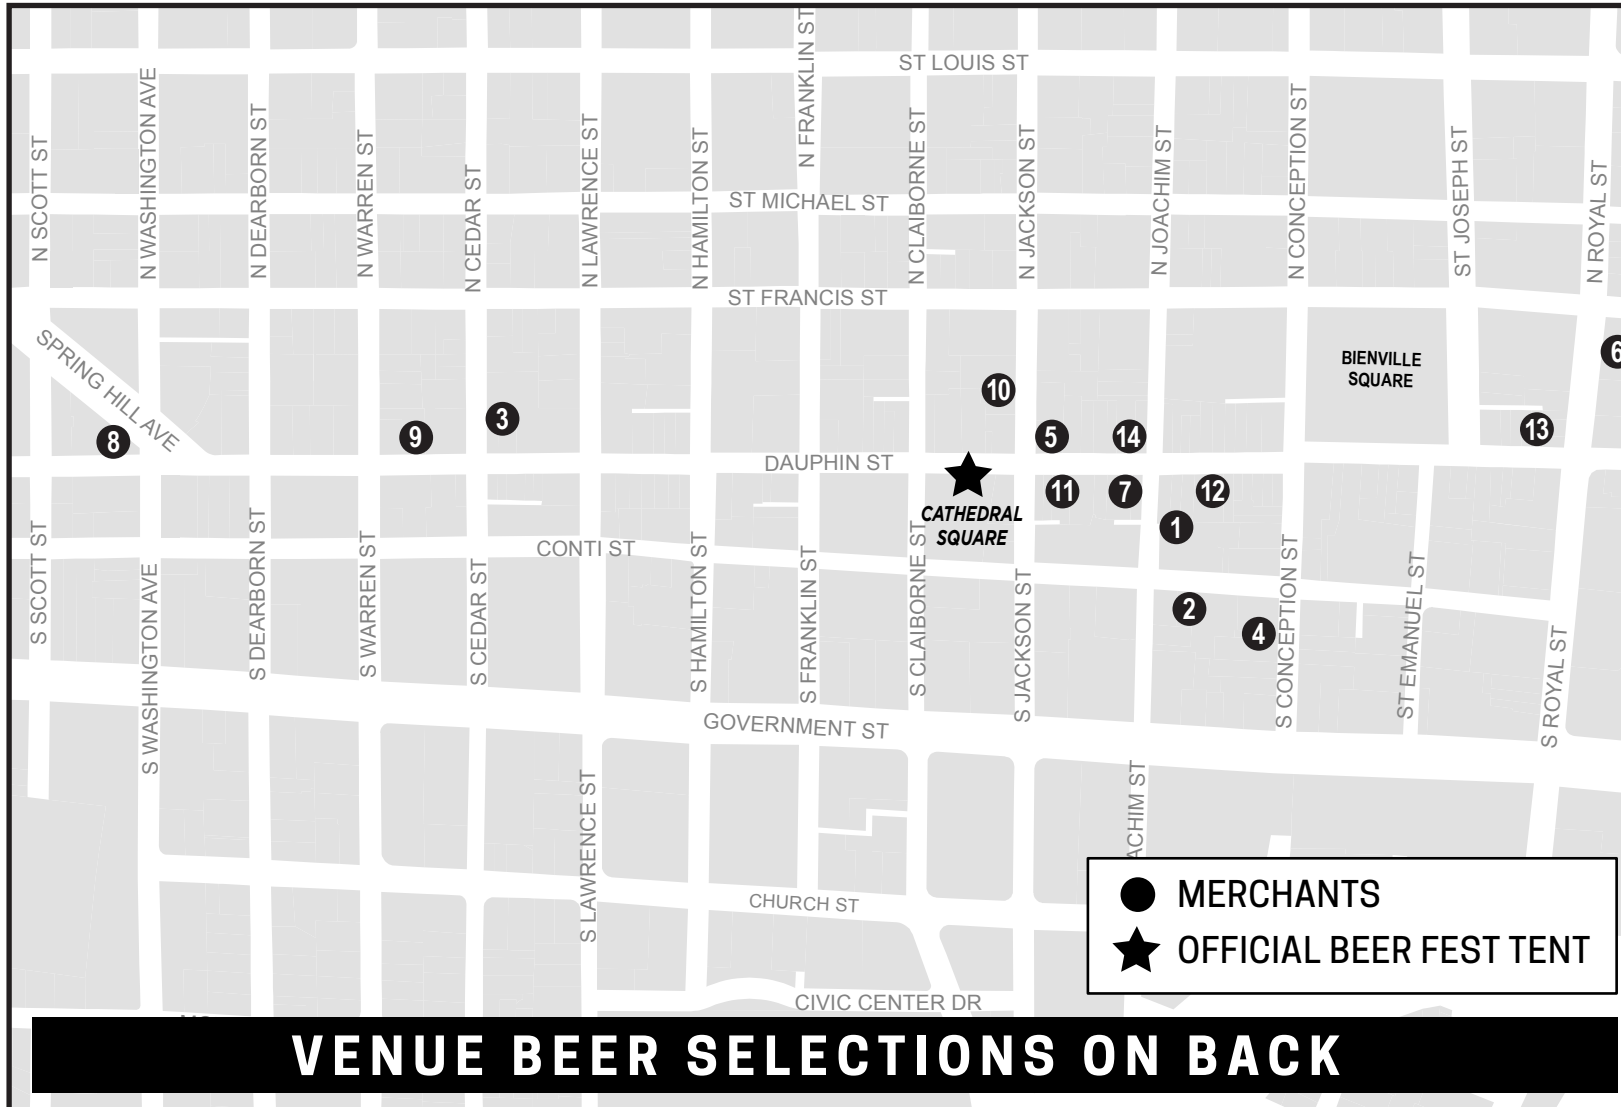 ST LOUIS ST
N FRANKLIN ST
N SCOTT ST
N WASHINGTON AVE
N DEARBORN ST
N WARREN ST
N CEDAR ST
N LAWRENCE ST
N HAMILTON ST
N CLAIBORNE ST
N JACKSON ST
N JOACHIM ST
N CONCEPTION ST
ST JOSEPH ST
N ROYAL ST
ST MICHAEL ST
ST FRANCIS ST
SPRING HILL AVE
BIENVILLE
SQUARE
6
10
3
8
9
5
14
13
DAUPHIN ST
11
7
12
1
CATHEDRAL
SQUARE
CONTI ST
2
4
S SCOTT ST
S WASHINGTON AVE
S DEARBORN ST
S WARREN ST
S CEDAR ST
S HAMILTON ST
S FRANKLIN ST
S CLAIBORNE ST
S JACKSON ST
S CONCEPTION ST
ST EMANUEL ST
S ROYAL ST
GOVERNMENT ST
S LAWRENCE ST
ACHIM ST
CHURCH ST
CIVIC CENTER DR
MERCHANTS
OFFICIAL BEER FEST TENT
VENUE BEER SELECTIONS ON BACK